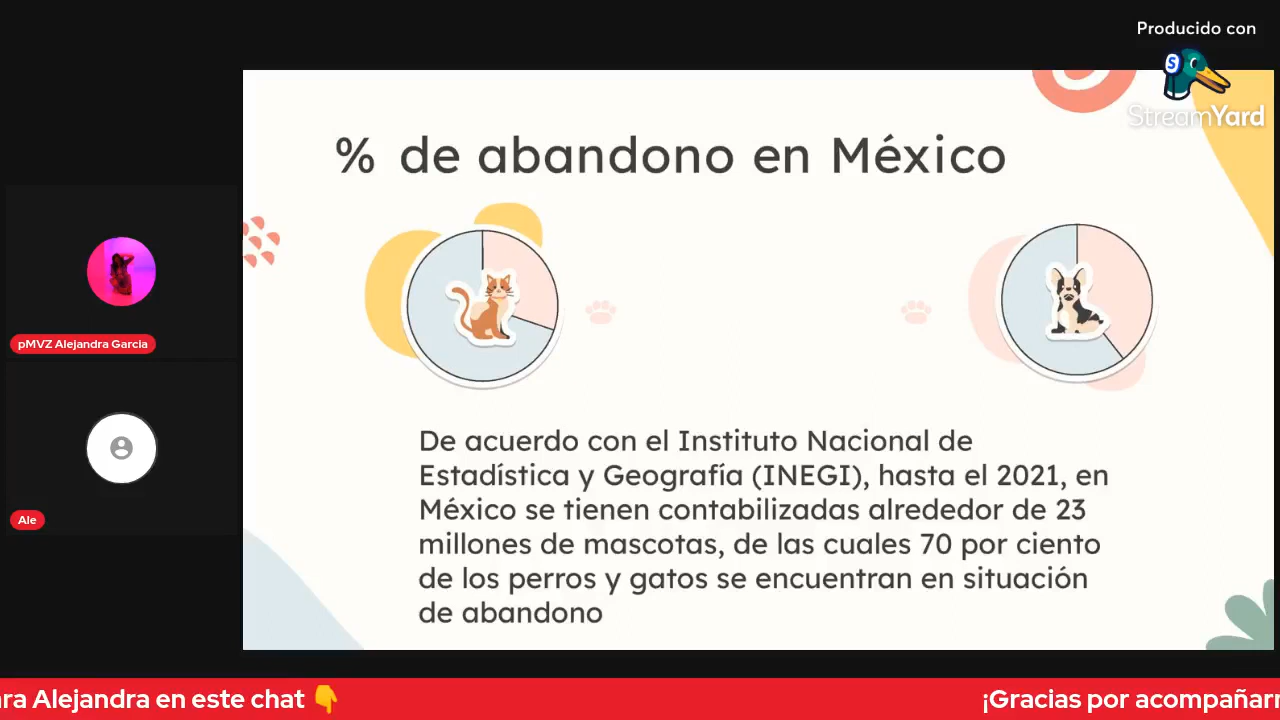 Producido con
S
StreamYard
% de abandono en México
pMVZ Alejandra Garcia
De acuerdo con el Instituto Nacional de
Estadística y Geografía (INEGI), hasta el 2021, en
México se tienen contabilizadas alrededor de 23
millones de mascotas, de las cuales 70 por ciento
de los perros y gatos se encuentran en situación
de abandono
Ale
ara Alejandra en este chat 👇
¡Gracias por acompañarn